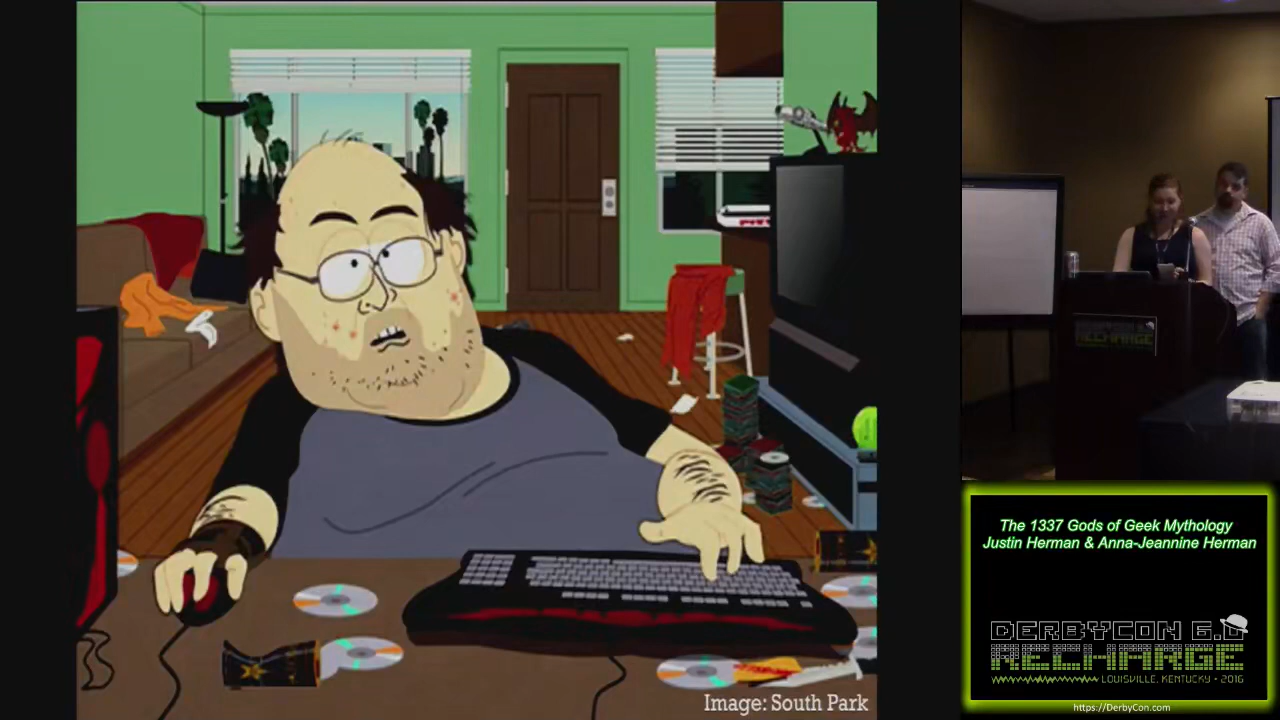 Image: South Park
The 1337 Gods of Geek Mythology
Justin Herman & Anna-Jeannine Herman
DERBYCON 6.0
RECHARGE
LOUISVILLE, KENTUCKY • 2016
https://DerbyCon.com